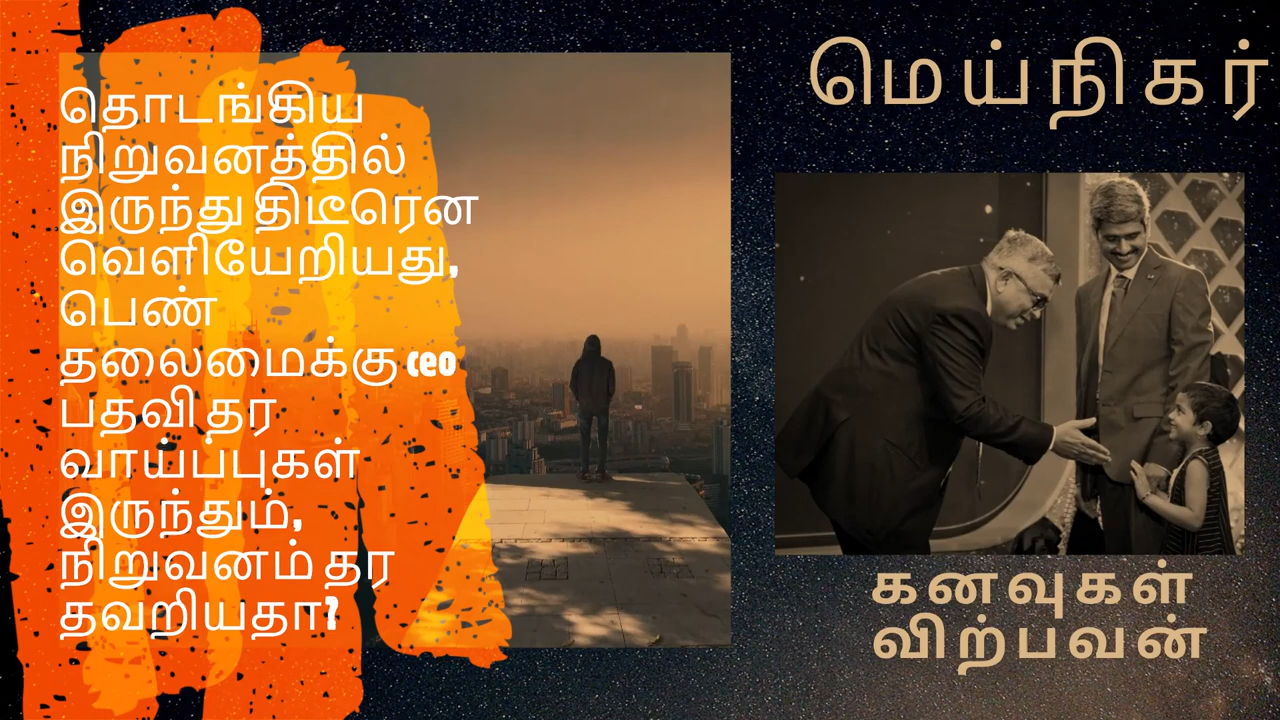 தொடங்கிய
நிறுவனத்தில்
இருந்து திடீரென
வெளியேறியது,
பெண்
தலைமைக்கு CEO
பதவி தர
வாய்ப்புகள்
இருந்தும்,
நிறுவனம் தர
தவறியதா?
மெய்நிகர்
கனவுகள்
விற்பவன்